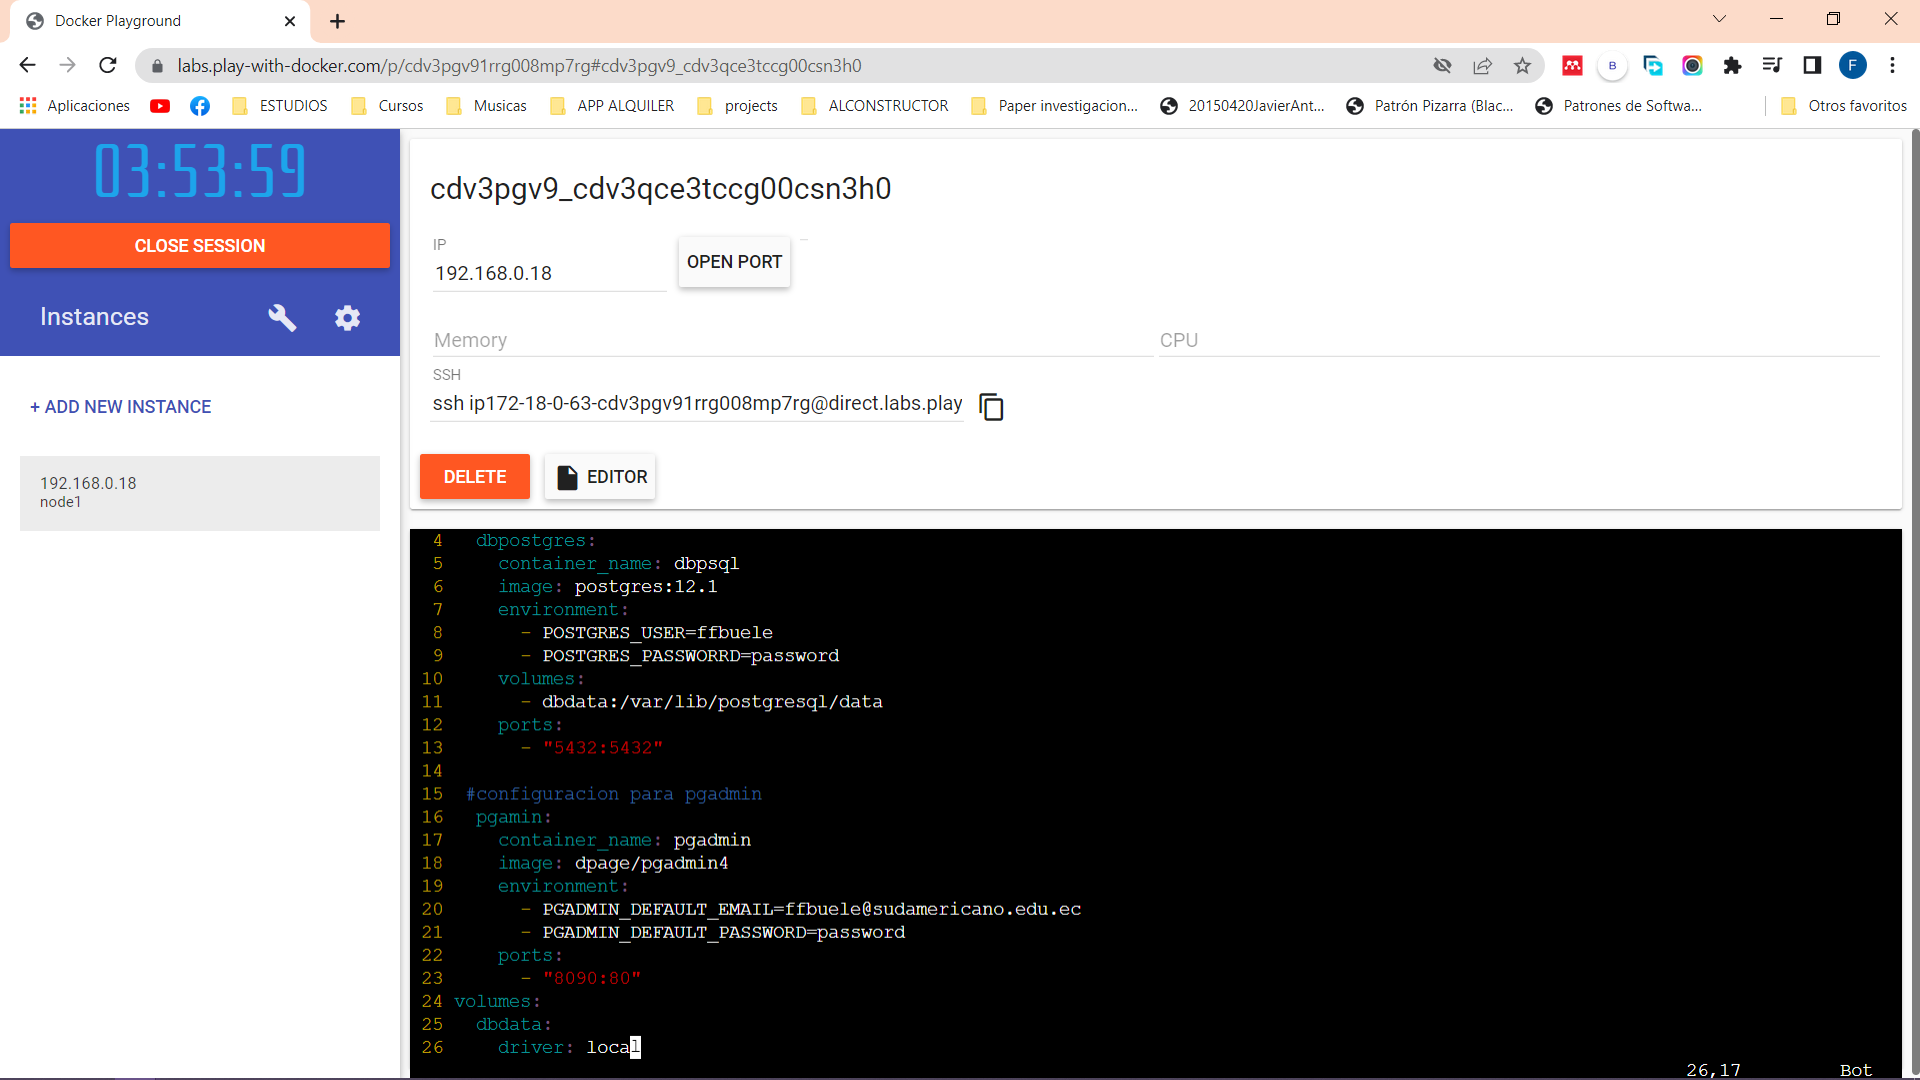 Docker Playground
labs.play-with-docker.com/p/cdv3pgv91rrg008mp7rg#cdv3pgv9_cdv3qce3tccg00csn3h0
B
F
Aplicaciones
ESTUDIOS
Cursos
Musicas
APP ALQUILER
projects
ALCONSTRUCTOR
Paper investigacion...
20150420JavierAnt...
Patrón Pizarra (Blac...
Patrones de Softwa...
Otros favoritos
03:53:59
CLOSE SESSION
Instances
+ ADD NEW INSTANCE
192.168.0.18
node1
cdv3pgv9_cdv3qce3tccg00csn3h0
IP
192.168.0.18
OPEN PORT
Memory
CPU
SSH
ssh ip172-18-0-63-cdv3pgv91rrg008mp7rg@direct.labs.play
DELETE
EDITOR
4 dbpostgres:
5 container_name: dbpsql
6 image: postgres:12.1
7 environment:
8 - POSTGRES_USER=ffbuele
9 - POSTGRES_PASSWORRD=password
10 volumes:
11 - dbdata:/var/lib/postgresql/data
12 ports:
13 - "5432:5432"
14
15 #configuracion para pgadmin
16 pgamin:
17 container_name: pgadmin
18 image: dpage/pgadmin4
19 environment:
20 - PGADMIN_DEFAULT_EMAIL=ffbuele@sudamericano.edu.ec
21 - PGADMIN_DEFAULT_PASSWORD=password
22 ports:
23 - "8090:80"
24 volumes:
25 dbdata:
26 driver: local
26,17 Bot